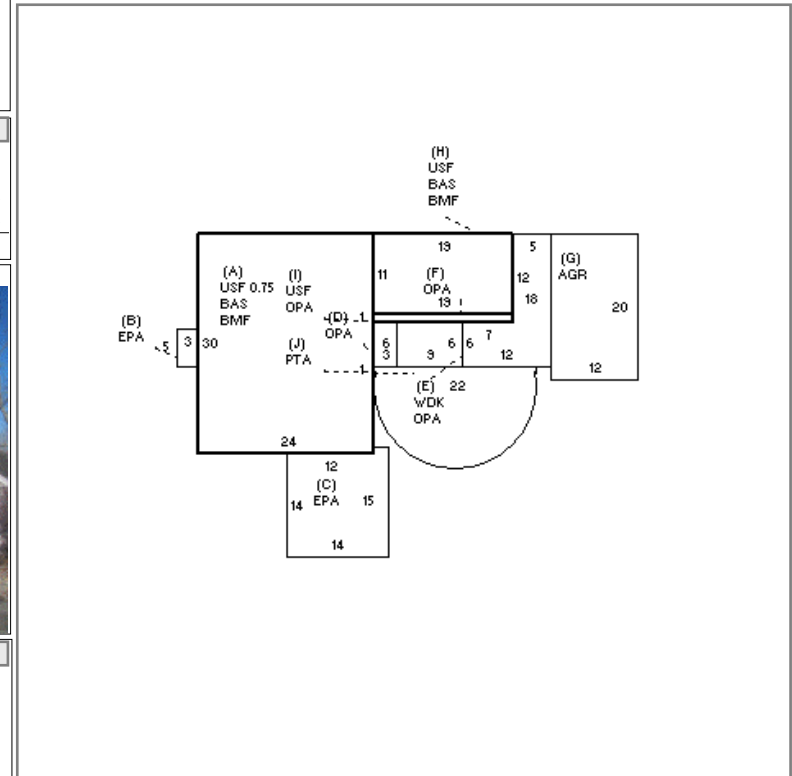 (H)
USF
BAS
BMF
19
5
(A)
USF 0.75
BAS
BMF
(I)
USF
OPA
11
(F)
OPA
19
12
18
(G)
AGR
20
12
(B)
EPA
5
3
30
(D)
OPA
1
(J)
PTA
1
6
3
9
6
6
7
12
(E)
WDK
OPA
22
24
12
(C)
EPA
14
15
14